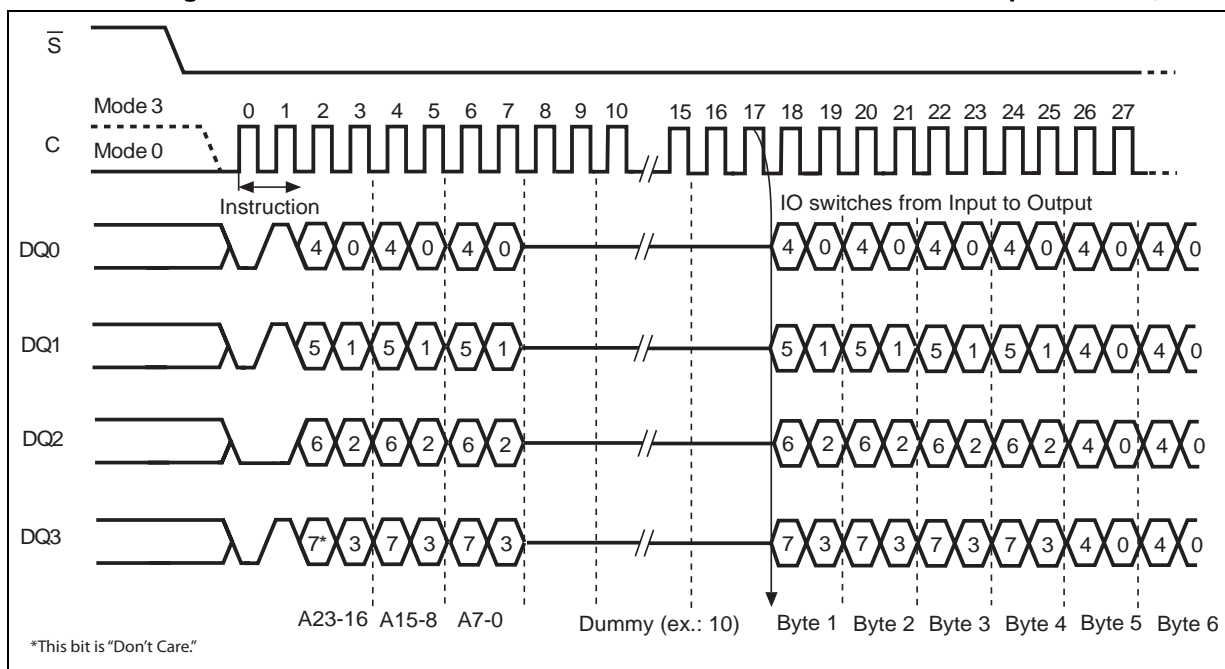 S
Mode 3
C
Mode 0
0 1 2 3 4 5 6 7 8 9 10 15 16 17 18 19 20 21 22 23 24 25 26 27
Instruction
IO switches from Input to Output
DQ0
4 0 4 0 4 0 4 0 4 0 4 0 4 0 4 0 4 0
DQ1
5 1 5 1 5 1 5 1 5 1 5 1 5 1 4 0 4 0
DQ2
6 2 6 2 6 2 6 2 6 2 6 2 6 2 4 0 4 0
DQ3
7* 3 7 3 7 3 7 3 7 3 7 3 7 3 4 0 4 0
A23-16 A15-8 A7-0 Dummy (ex.: 10) Byte 1 Byte 2 Byte 3 Byte 4 Byte 5 Byte 6
*This bit is "Don't Care."